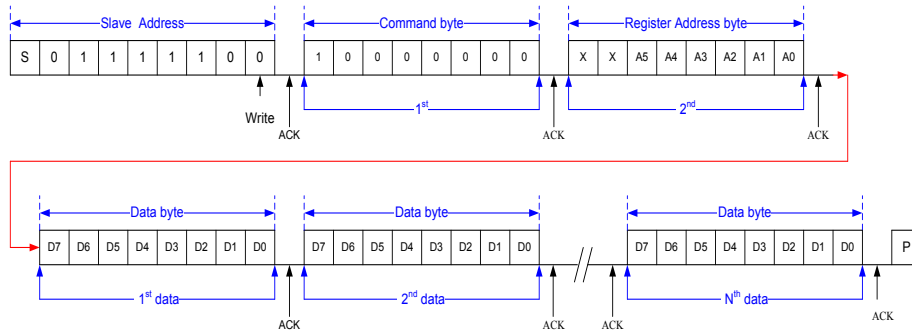 Slave Address Command byte Register Address byte
S 0 1 1 1 1 1 0 0 1 0 0 0 0 0 0 0 X X A5 A4 A3 A2 A1 A0
Write ACK 1st ACK 2nd ACK
Data byte Data byte Data byte
D7 D6 D5 D4 D3 D2 D1 D0 D7 D6 D5 D4 D3 D2 D1 D0 D7 D6 D5 D4 D3 D2 D1 D0 P
1st data ACK 2nd data ACK ACK Nth data ACK